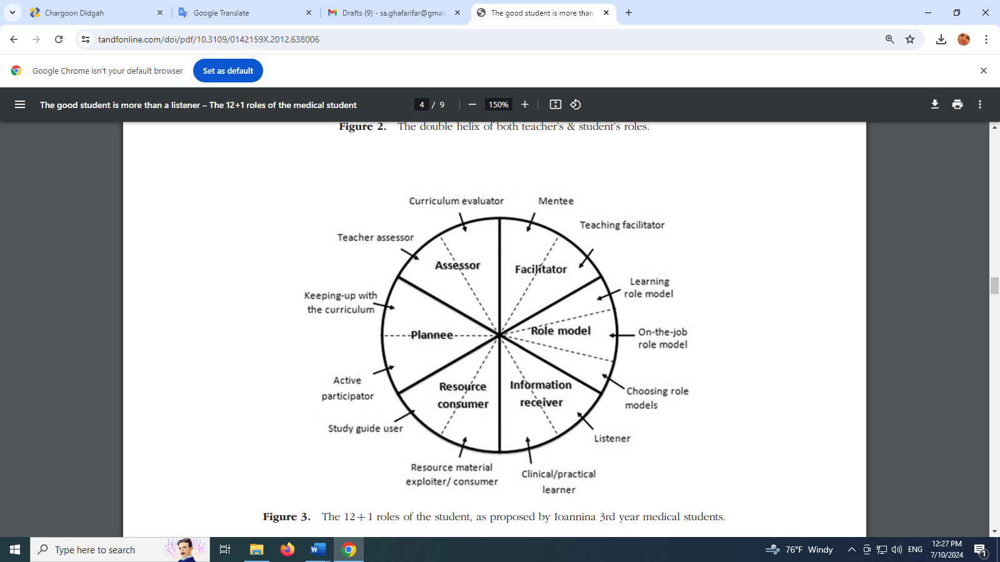 Chargoon Didgah
Google Translate
Drafts (9) - sa.ghafarifar@gmai
The good student is more than
tandfonline.com/doi/pdf/10.3109/0142159X.2012.638006
Google Chrome isn't your default browser
Set as default
The good student is more than a listener – The 12+1 roles of the medical student
4 / 9
150%
Figure 2. The double helix of both teacher's & student's roles.
Curriculum evaluator
Mentee
Teaching facilitator
Teacher assessor
Assessor
Facilitator
Learning
role model
Keeping-up with
the curriculum
Plannee
Role model
On-the-job
role model
Active
participator
Resource
consumer
Information
receiver
Choosing role
models
Study guide user
Listener
Resource material
exploiter/ consumer
Clinical/practical
learner
Figure 3. The 12+1 roles of the student, as proposed by Ioannina 3rd year medical students.
Type here to search
W
76°F Windy
ENG
12:27 PM
7/10/2024
1